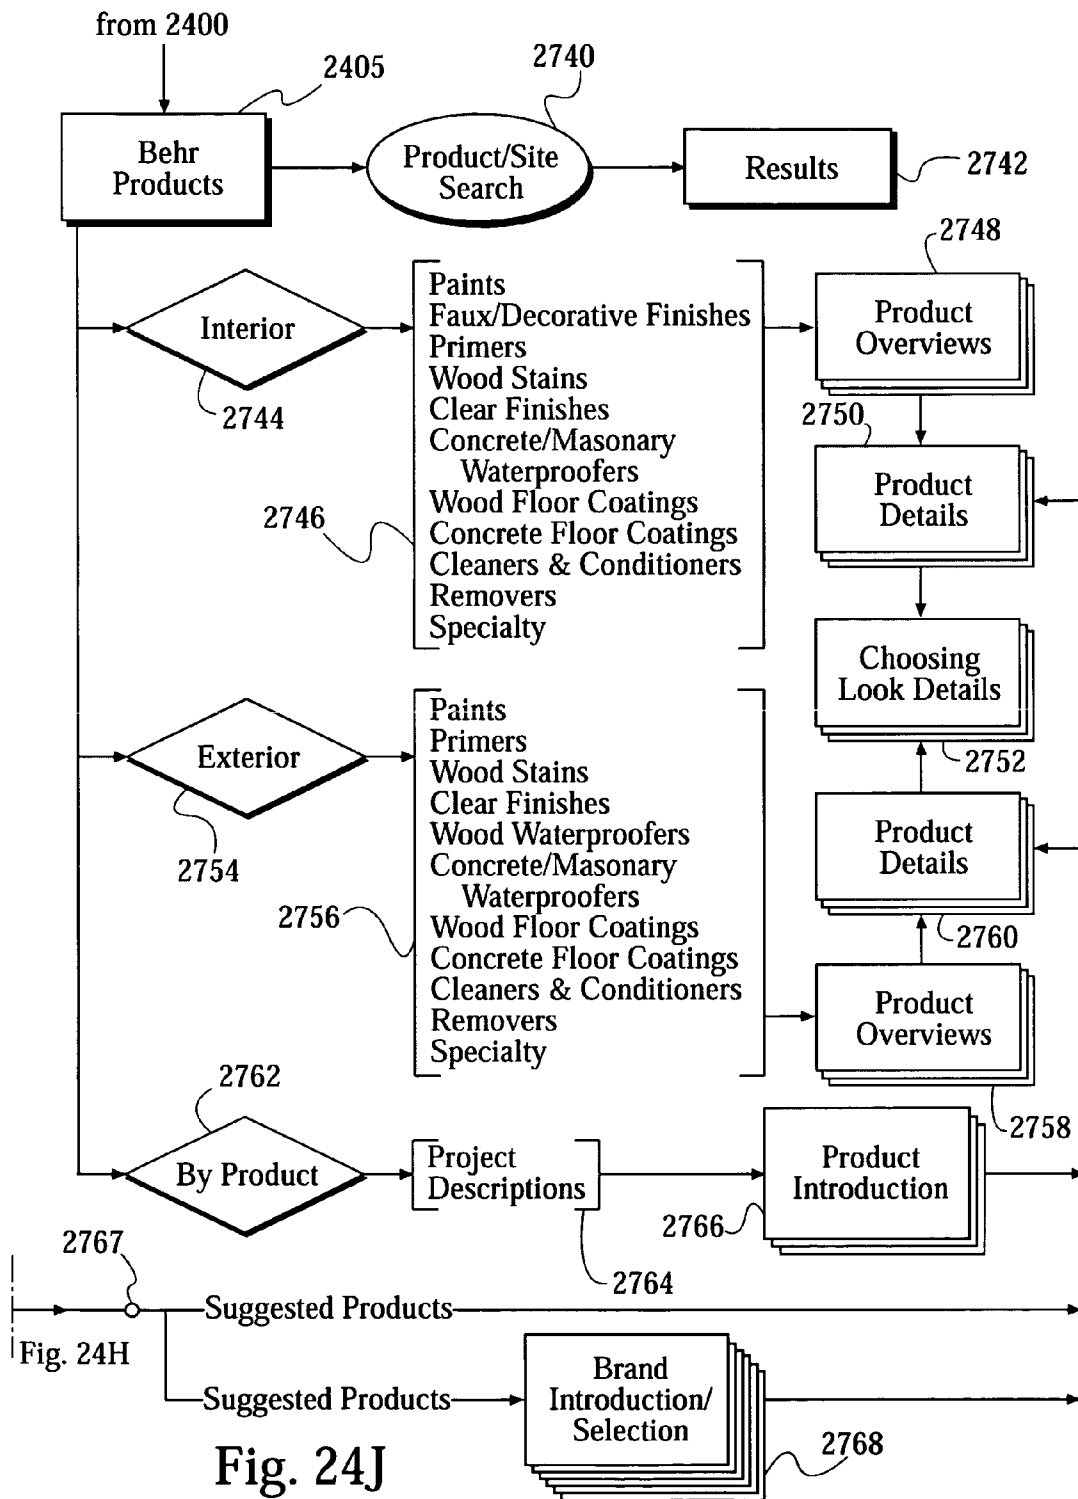 from 2400
2405
2740
Behr
Products
Product/Site
Search
Results
2742
2748
Interior
2744
Paints
Faux/Decorative Finishes
Primers
Wood Stains
Clear Finishes
Concrete/Masonary
Waterproofers
Wood Floor Coatings
Concrete Floor Coatings
Cleaners & Conditioners
Removers
Specialty
2746
Product
Overviews
2750
Product
Details
Choosing
Look Details
2752
Exterior
2754
Paints
Primers
Wood Stains
Clear Finishes
Wood Waterproofers
Concrete/Masonary
Waterproofers
Wood Floor Coatings
Concrete Floor Coatings
Cleaners & Conditioners
Removers
Specialty
2756
Product
Details
2760
Product
Overviews
2758
2762
By Product
Project
Descriptions
2764
Product
Introduction
2766
2767
Suggested Products
Fig. 24H
Suggested Products
Brand
Introduction/
Selection
2768
Fig. 24J